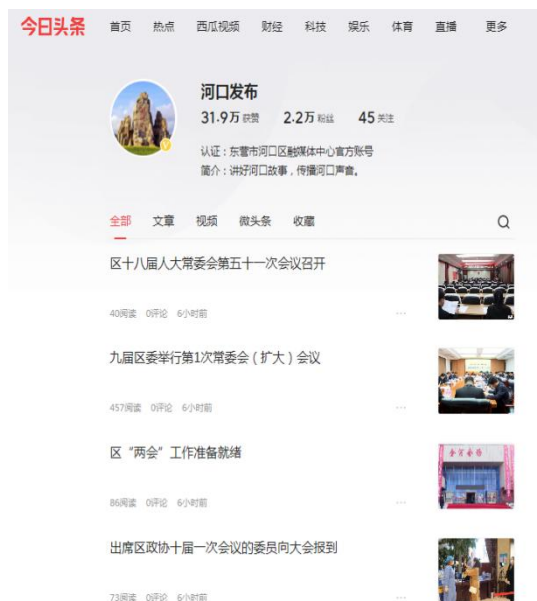 今日头条 首页 热点 西瓜视频 财经 科技 娱乐 体育 直播 更多
河口发布
31.9万 获赞 2.2万 粉丝 45 关注
认证：东营市河口区融媒体中心官方账号
简介：讲好河口故事，传播河口声音。
全部 文章 视频 微头条 收藏
区十八届人大常委会第五十一次会议召开
40阅读 0评论 6小时前
九届区委举行第1次常委会（扩大）会议
457阅读 0评论 6小时前
区“两会”工作准备就绪
86阅读 0评论 6小时前
出席区政协十届一次会议的委员向大会报到
73阅读 0评论 6小时前